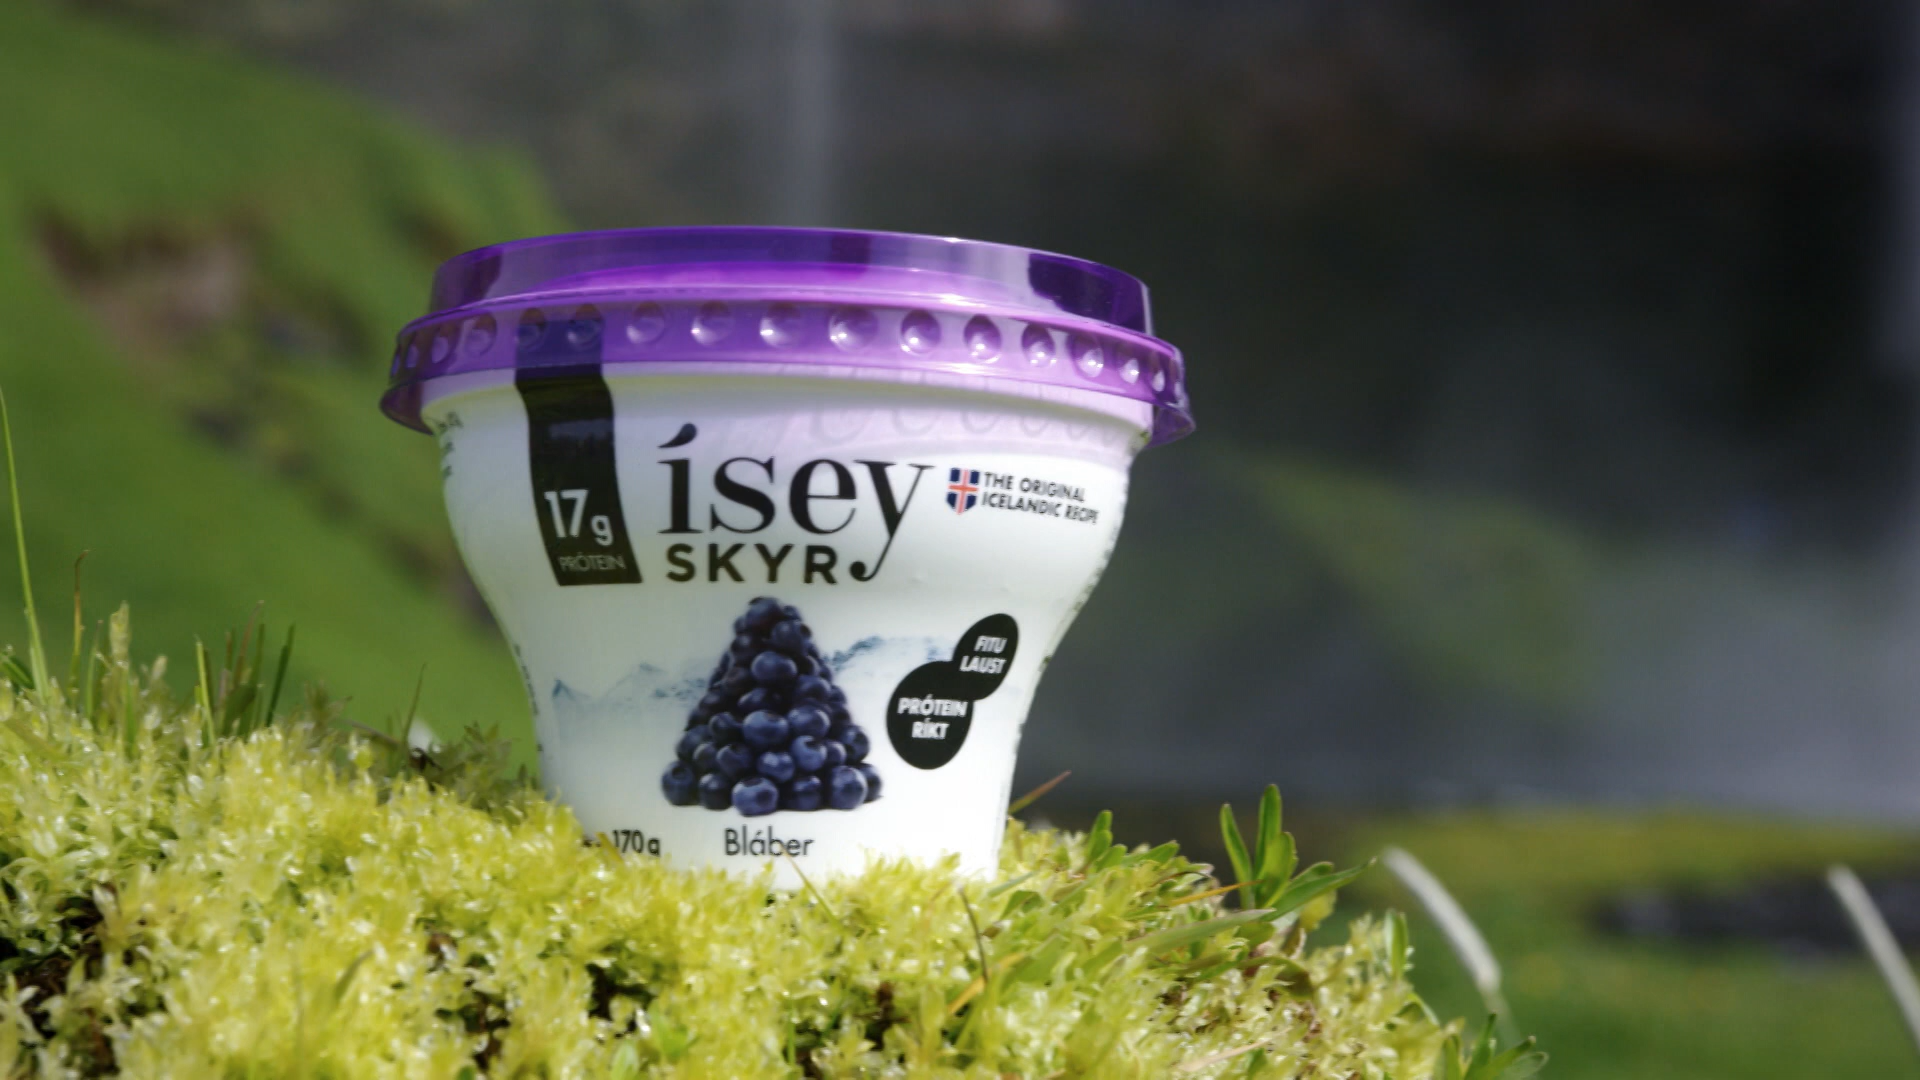 17g
PRÓTEIN
ísey
SKYR
THE ORIGINAL
ICELANDIC RECIPE
FITU
LAUST
PRÓTEIN
RÍKT
170g
Bláber